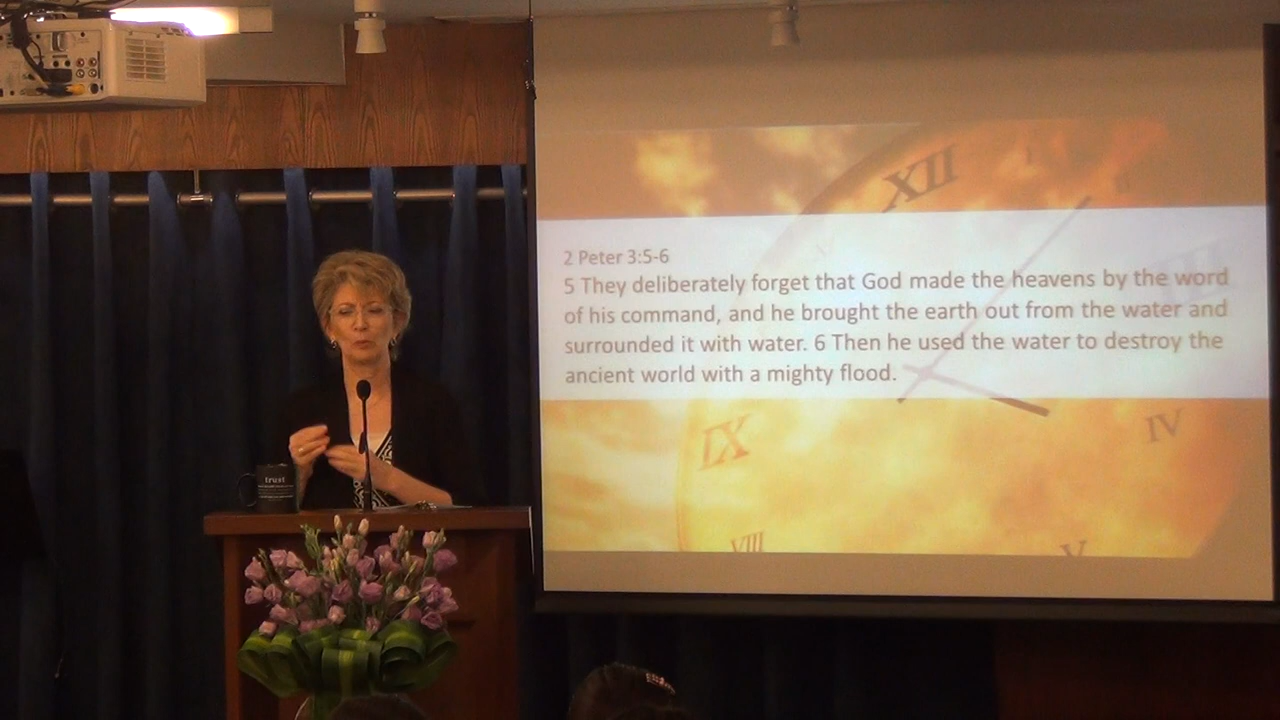 2 Peter 3:5-6
5 They deliberately forget that God made the heavens by the word
of his command, and he brought the earth out from the water and
surrounded it with water. 6 Then he used the water to destroy the
ancient world with a mighty flood.
XII
IX
IV
VIII
V
trust